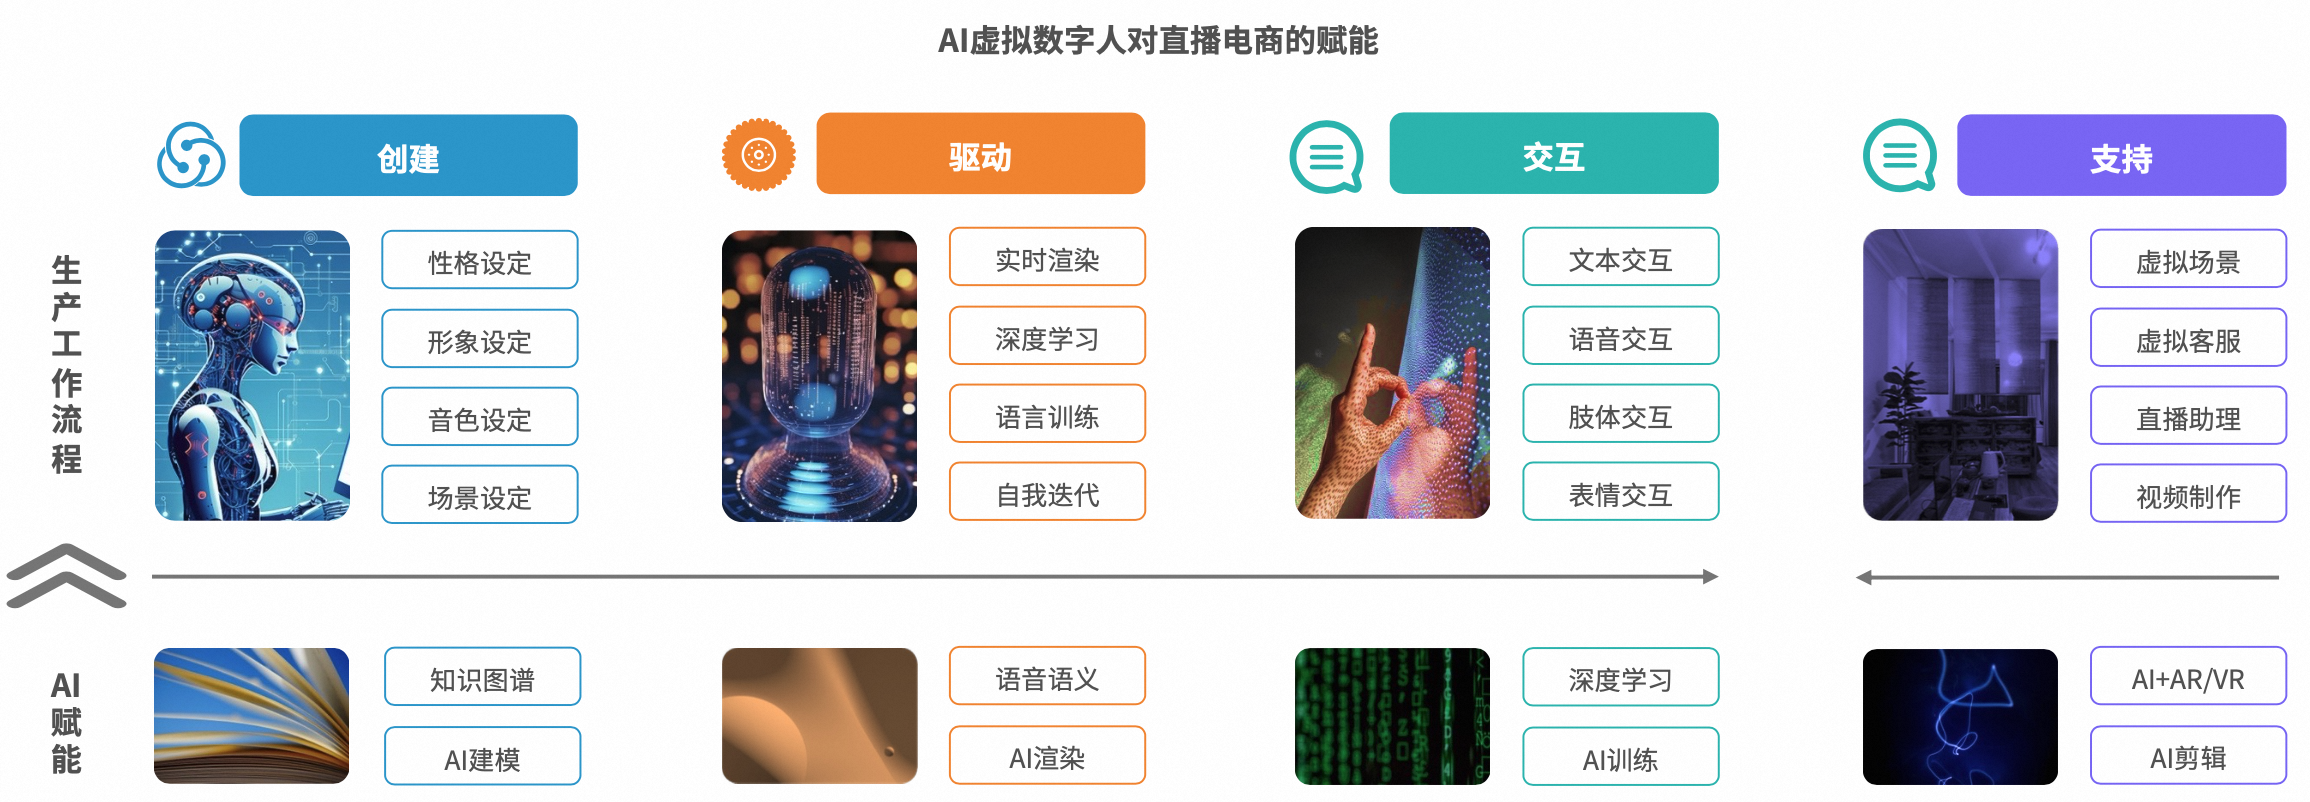 AI虚拟数字人对直播电商的赋能
创建
驱动
交互
支持
生产工作流程
性格设定
形象设定
音色设定
场景设定
实时渲染
深度学习
语言训练
自我迭代
文本交互
语音交互
肢体交互
表情交互
虚拟场景
虚拟客服
直播助理
视频制作
AI赋能
知识图谱
AI建模
语音语义
AI渲染
深度学习
AI训练
AI+AR/VR
AI剪辑